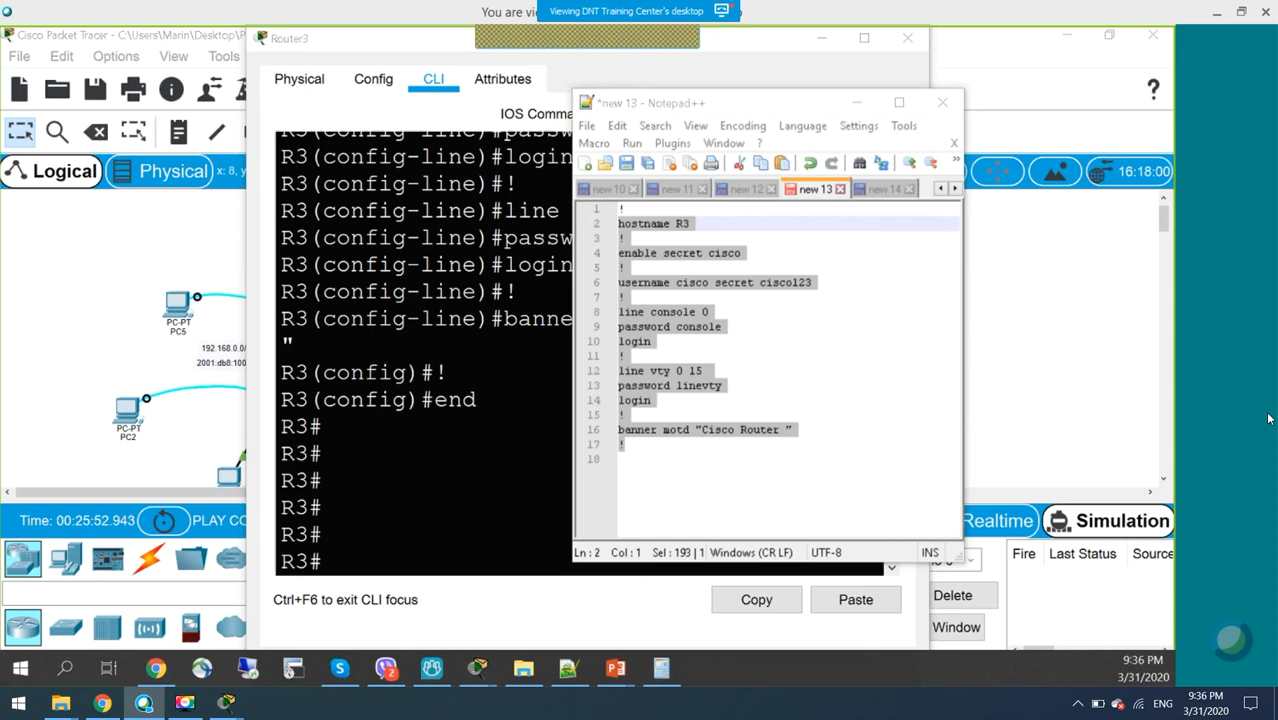 You are vie
Viewing DNT Training Center's desktop
Cisco Packet Tracer - C:\Users\Marin\Desktop\P
File Edit Options View Tools
Logical
Physical
x: 8, y
16:18:00
PC-PT
PC5
192.168.0.0/
2001:db8:100
PC-PT
PC2
Time: 00:25:52.943
PLAY CO
Realtime
Simulation
Fire Last Status Source
Delete
Window
Router3
Physical Config CLI Attributes
IOS Comma
R3(config-line)#passw
R3(config-line)#login
R3(config-line)#!
R3(config-line)#line
R3(config-line)#passw
R3(config-line)#login
R3(config-line)#!
R3(config-line)#banne
"
R3(config)#!
R3(config)#end
R3#
R3#
R3#
R3#
R3#
R3#
Ctrl+F6 to exit CLI focus
Copy
Paste
*new 13 - Notepad++
File Edit Search View Encoding Language Settings Tools
Macro Run Plugins Window ? X
new 10 new 11 new 12 new 13 new 14
1 !
2 hostname R3
3 !
4 enable secret cisco
5 !
6 username cisco secret cisco123
7 !
8 line console 0
9 password console
10 login
11 !
12 line vty 0 15
13 password linevty
14 login
15 !
16 banner motd "Cisco Router "
17 !
18
Ln : 2 Col : 1 Sel : 193 | 1 Windows (CR LF) UTF-8 INS
9:36 PM
3/31/2020
ENG
9:36 PM
3/31/2020